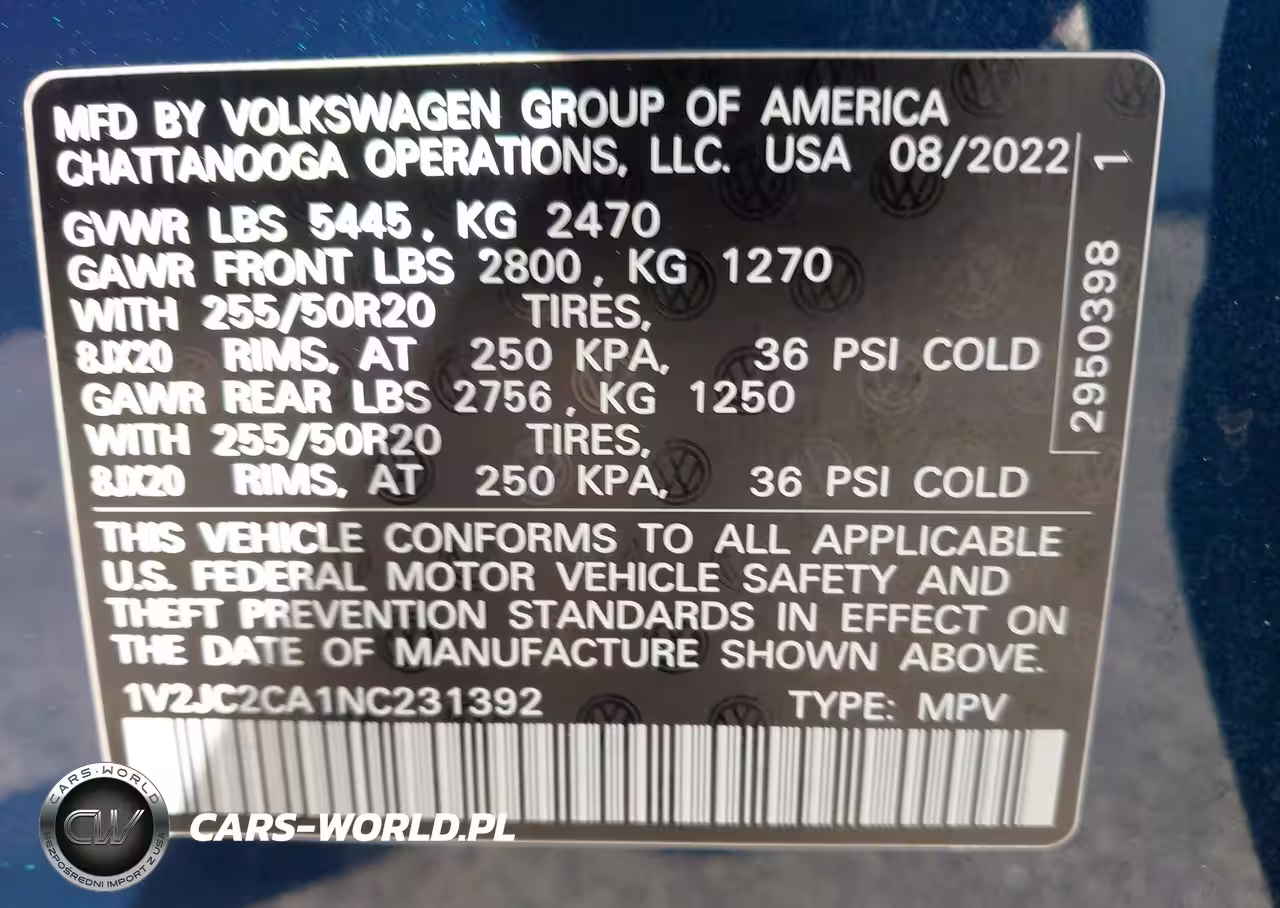 MFD BY VOLKSWAGEN GROUP OF AMERICA
CHATTANOOGA OPERATIONS, LLC. USA 08/2022
GVWR LBS 5445, KG 2470
GAWR FRONT LBS 2800, KG 1270
WITH 255/50R20 TIRES,
8JX20 RIMS, AT 250 KPA, 36 PSI COLD
GAWR REAR LBS 2756, KG 1250
WITH 255/50R20 TIRES,
8JX20 RIMS, AT 250 KPA, 36 PSI COLD
2950398 1
THIS VEHICLE CONFORMS TO ALL APPLICABLE
U.S. FEDERAL MOTOR VEHICLE SAFETY AND
THEFT PREVENTION STANDARDS IN EFFECT ON
THE DATE OF MANUFACTURE SHOWN ABOVE.
1V2JC2CA1NC231392 TYPE: MPV
CARS-WORLD
CW
BEZPOŚREDNI IMPORT Z USA
CARS-WORLD.PL